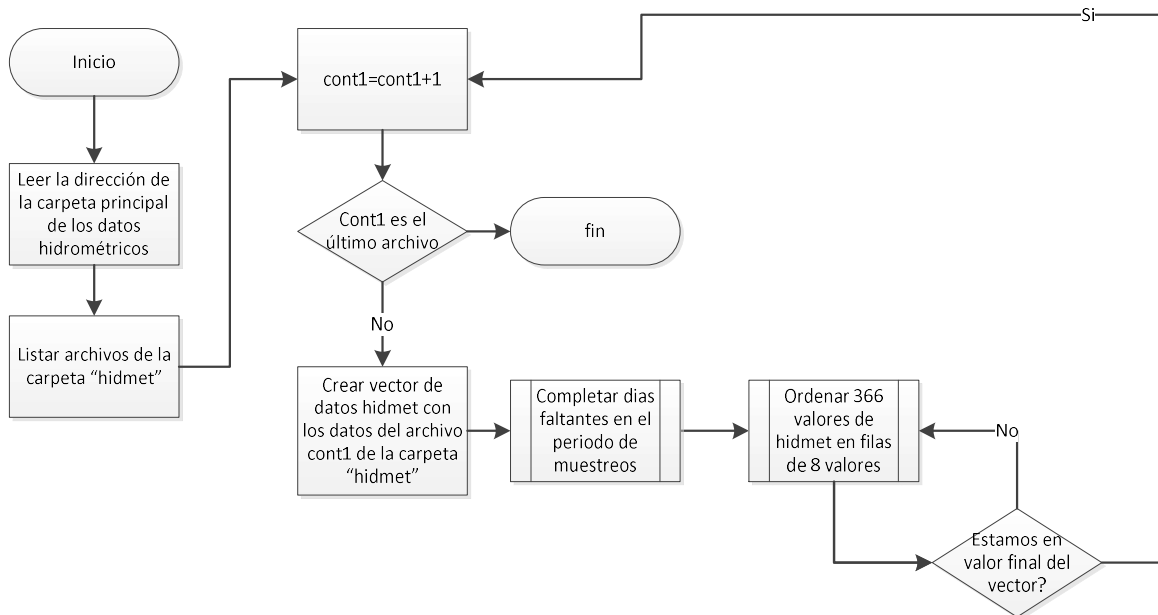 Inicio
Leer la dirección de
la carpeta principal
de los datos
hidrométricos
Listar archivos de la
carpeta “hidmet”
cont1=cont1+1
Cont1 es el
último archivo
fin
No
Crear vector de
datos hidmet con
los datos del archivo
cont1 de la carpeta
“hidmet”
Completar dias
faltantes en el
periodo de
muestreos
Ordenar 366
valores de
hidmet en filas
de 8 valores
No
Estamos en
valor final del
vector?
Si